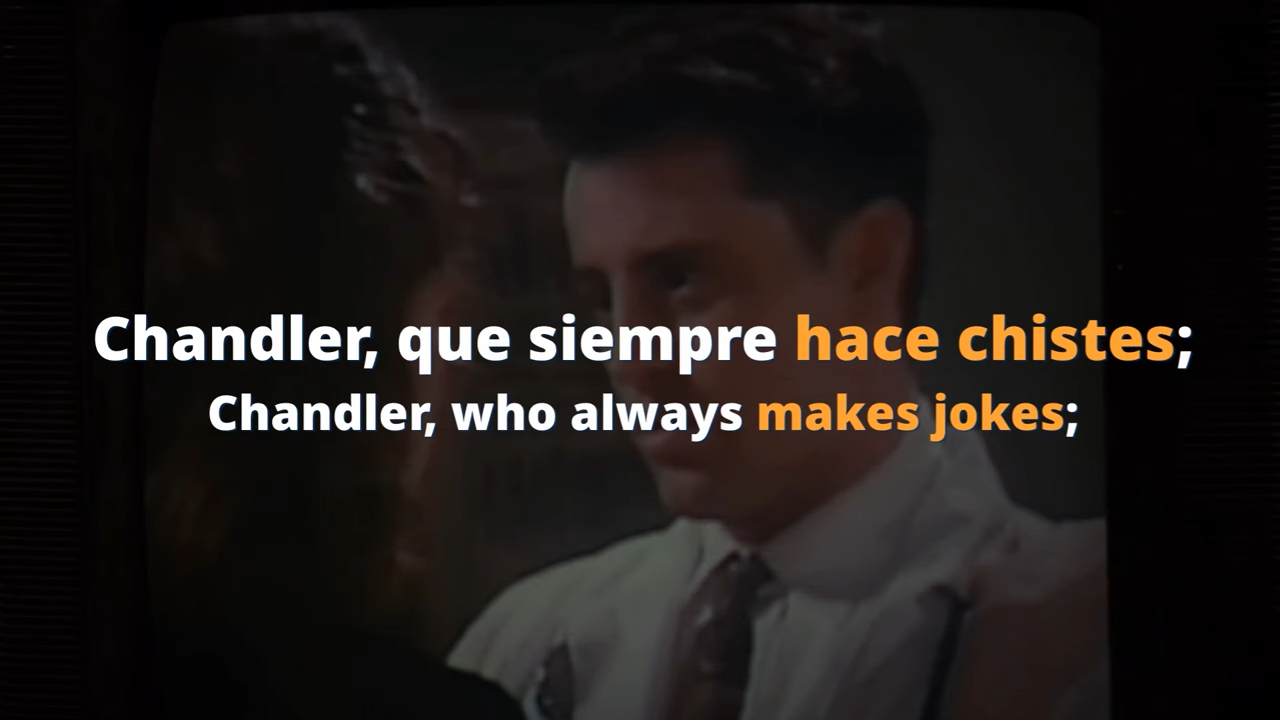 Chandler, que siempre hace chistes;
Chandler, who always makes jokes;